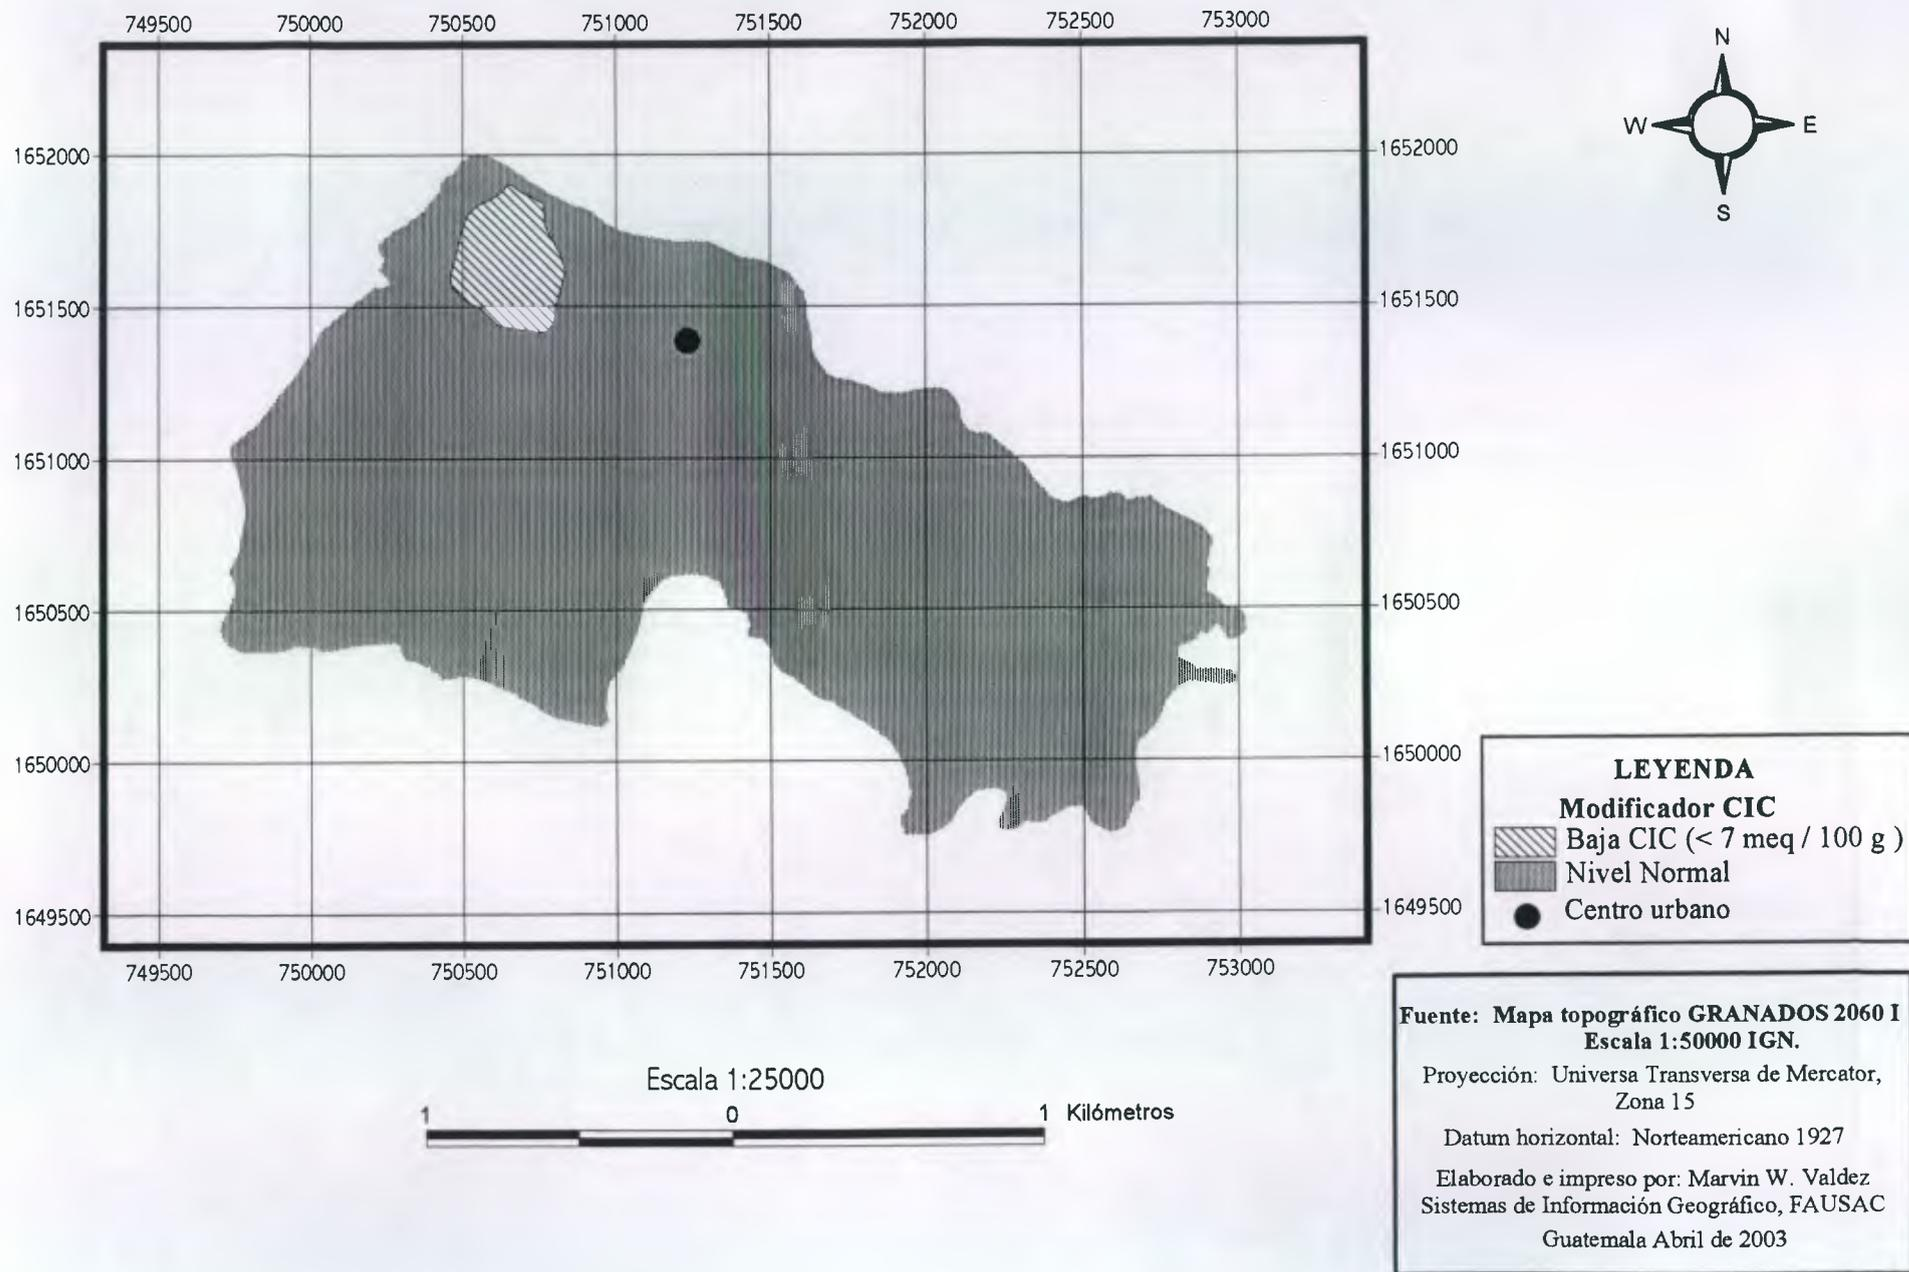 749500 750000 750500 751000 751500 752000 752500 753000
N
W E
S
1652000 1652000
1651500 1651500
1651000 1651000
1650500 1650500
1650000 1650000
1649500 1649500
749500 750000 750500 751000 751500 752000 752500 753000
LEYENDA
Modificador CIC
Baja CIC (< 7 meq / 100 g )
Nivel Normal
Centro urbano
Escala 1:25000
1 0 1 Kilómetros
Fuente: Mapa topográfico GRANADOS 2060 I
Escala 1:50000 IGN.
Proyección: Universa Transversa de Mercator,
Zona 15
Datum horizontal: Norteamericano 1927
Elaborado e impreso por: Marvin W. Valdez
Sistemas de Información Geográfico, FAUSAC
Guatemala Abril de 2003